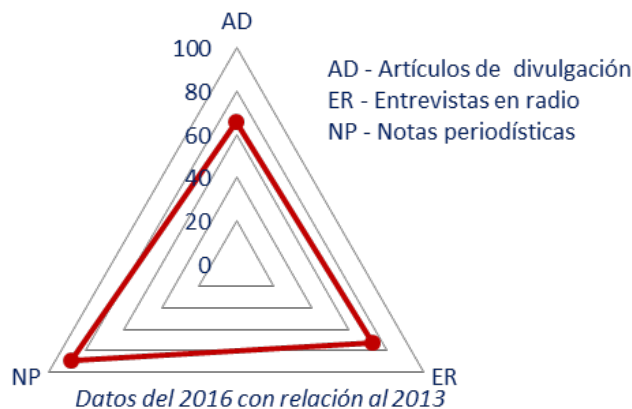 AD
100
80
60
40
20
0
AD - Artículos de divulgación
ER - Entrevistas en radio
NP - Notas periodísticas
NP
ER
Datos del 2016 con relación al 2013